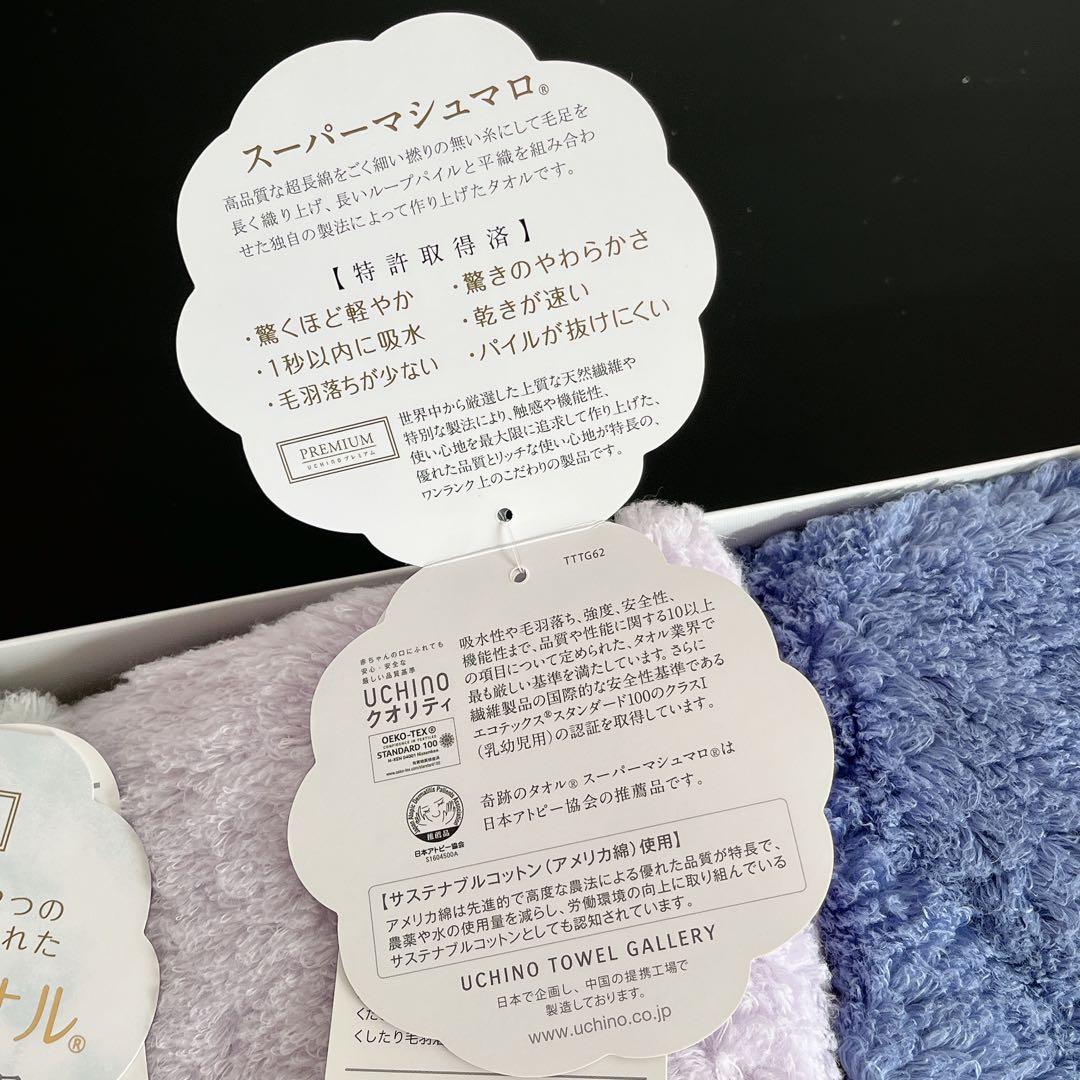 スーパーマシュマロ®
高品質な超長綿をごく細い撚りの無い糸にして毛足を
長く織り上げ、長いループパイルと平織を組み合わ
せた独自の製法によって作り上げたタオルです。
【特許取得済】
・驚くほど軽やか ・驚きのやわらかさ
・1秒以内に吸水 ・乾きが速い
・毛羽落ちが少ない ・パイルが抜けにくい
PREMIUM
UCHINOプレミアム
世界中から厳選した上質な天然繊維や
特別な製法により、触感や機能性、
使い心地を最大限に追求して作り上げた、
優れた品質とリッチな使い心地が特長の、
ワンランク上のこだわりの製品です。
TTTG62
赤ちゃんの口にふれても
安心・安全な
厳しい品質基準
UCHINO
クオリティ
OEKO-TEX®
CONFIDENCE IN TEXTILES
STANDARD 100
N-KEN 04001 Nissenken
www.oeko-tex.com/standard100
吸水性や毛羽落ち、強度、安全性、
機能性まで、品質や性能に関する10以上
の項目について定められた、タオル業界で
最も厳しい基準を満たしています。さらに
繊維製品の国際的な安全性基準である
エコテックス®スタンダード100のクラスI
(乳幼児用)の認証を取得しています。
推薦品
日本アトピー協会
S1604500A
奇跡のタオル® スーパーマシュマロ®は
日本アトピー協会の推薦品です。
【サステナブルコットン(アメリカ綿)使用】
アメリカ綿は先進的で高度な農法による優れた品質が特長で、
農薬や水の使用量を減らし、労働環境の向上に取り組んでいる
サステナブルコットンとしても認知されています。
UCHINO TOWEL GALLERY
日本で企画し、中国の提携工場で
製造しております。
www.uchino.co.jp
つの
れた
オル®
くだ
くしたり毛羽落